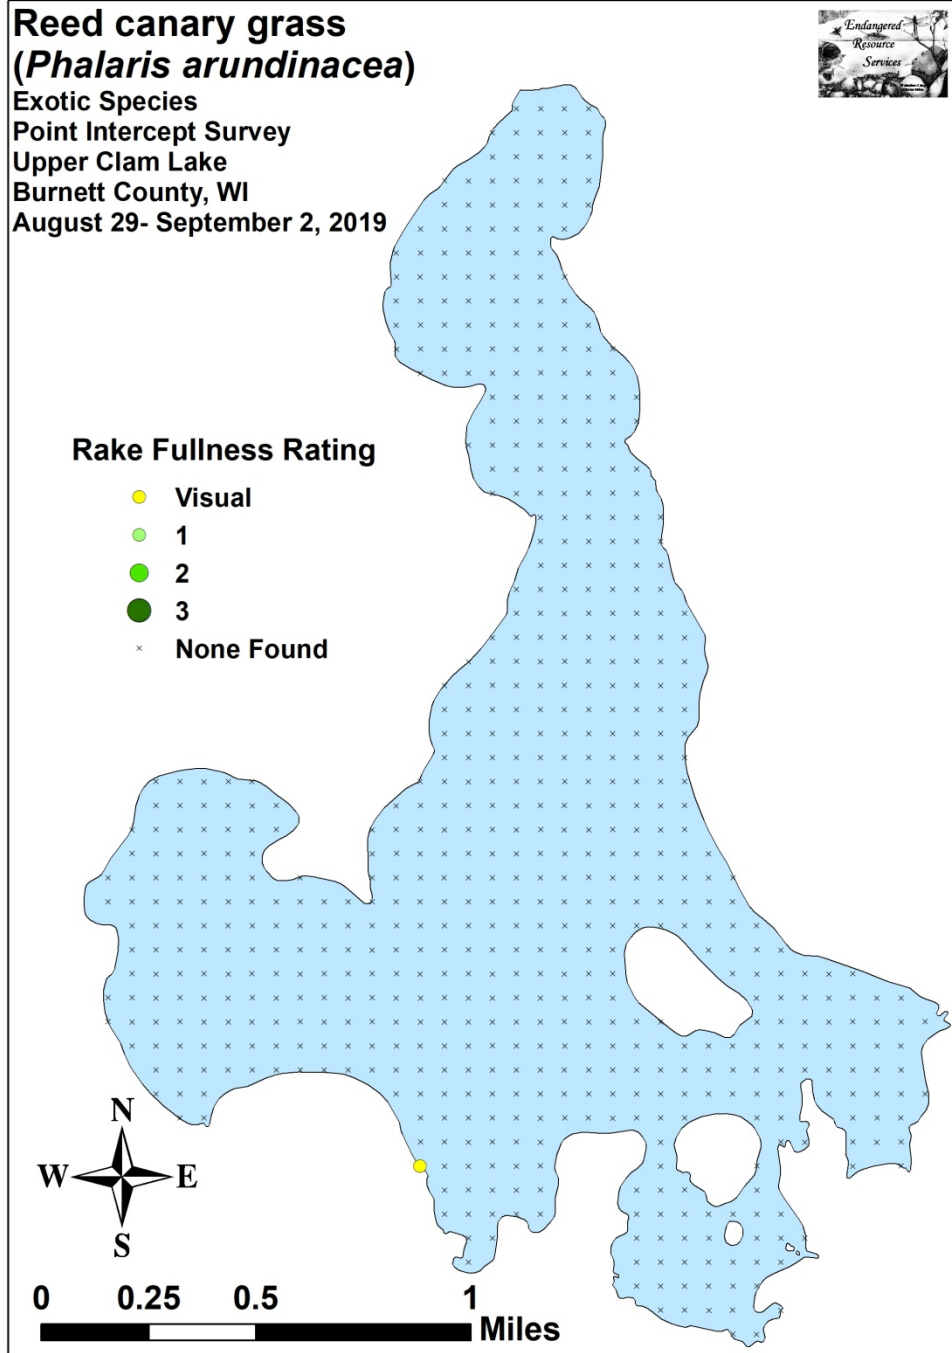 Reed canary grass
(Phalaris arundinacea)
Exotic Species
Point Intercept Survey
Upper Clam Lake
Burnett County, WI
August 29- September 2, 2019
Endangered
Resource
Services
Rake Fullness Rating
Visual
1
2
3
None Found
N
W E
S
0 0.25 0.5 1
Miles